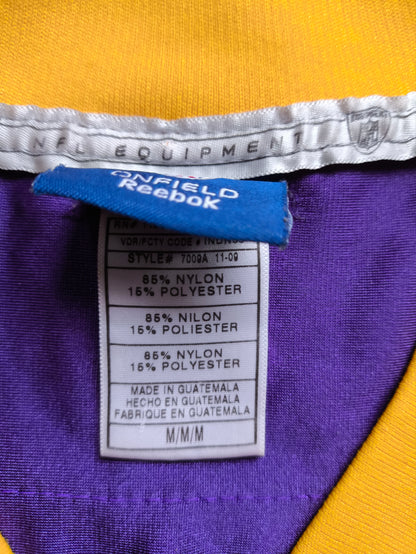 NFL EQUIPMENT
ONFIELD
Reebok
VDR/FCTY CODE #
STYLE# 7009A 11-09
85% NYLON
15% POLYESTER
85% NILON
15% POLIESTER
85% NYLON
15% POLYESTER
MADE IN GUATEMALA
HECHO EN GUATEMALA
FABRIQUE EN GUATEMALA
M/M/M